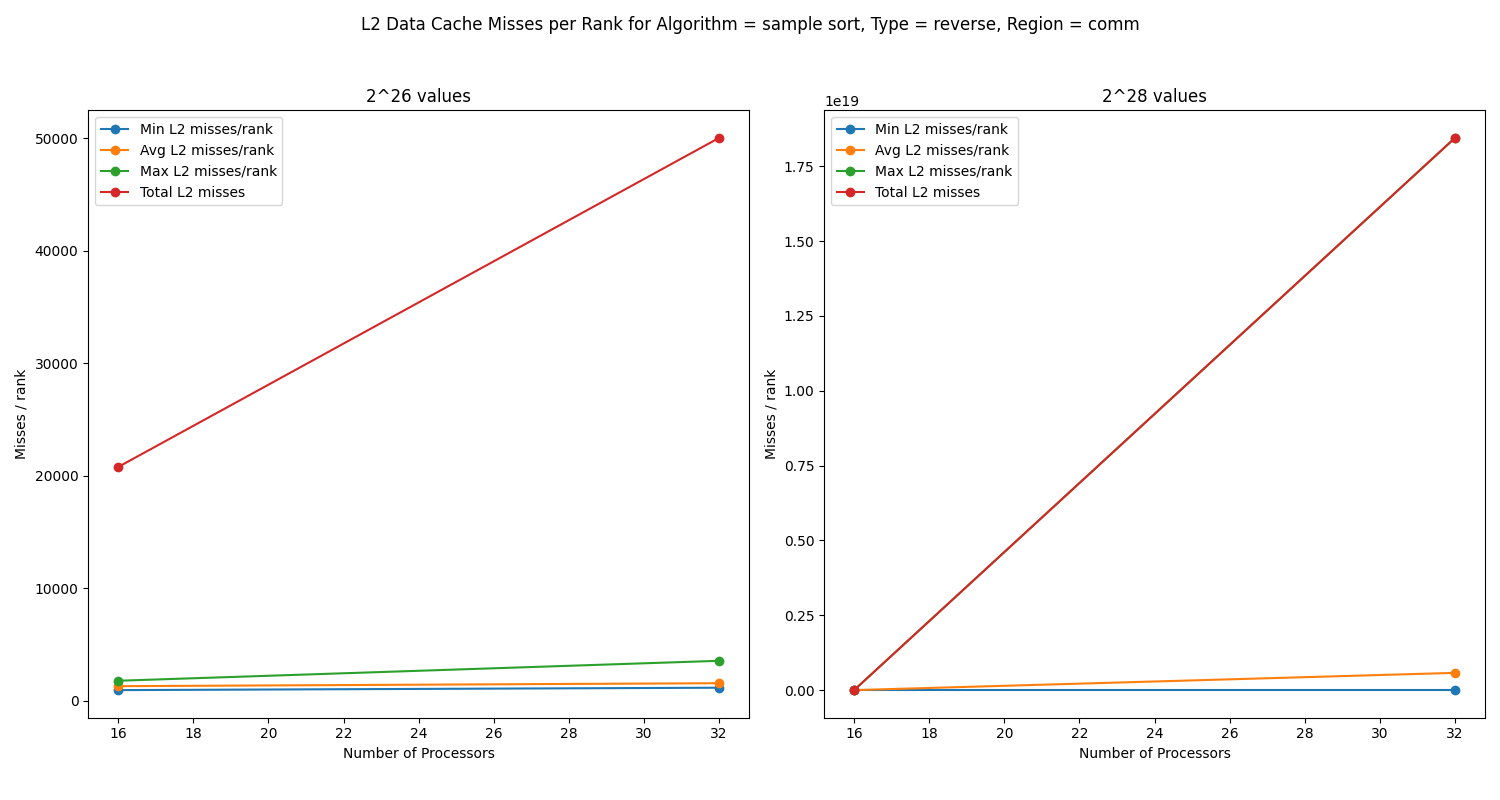 L2 Data Cache Misses per Rank for Algorithm = sample sort, Type = reverse, Region = comm
2^26 values
Min L2 misses/rank
Avg L2 misses/rank
Max L2 misses/rank
Total L2 misses
50000
40000
30000
20000
10000
0
Misses / rank
16 18 20 22 24 26 28 30 32
Number of Processors
2^28 values
1e19
Min L2 misses/rank
Avg L2 misses/rank
Max L2 misses/rank
Total L2 misses
1.75
1.50
1.25
1.00
0.75
0.50
0.25
0.00
Misses / rank
16 18 20 22 24 26 28 30 32
Number of Processors